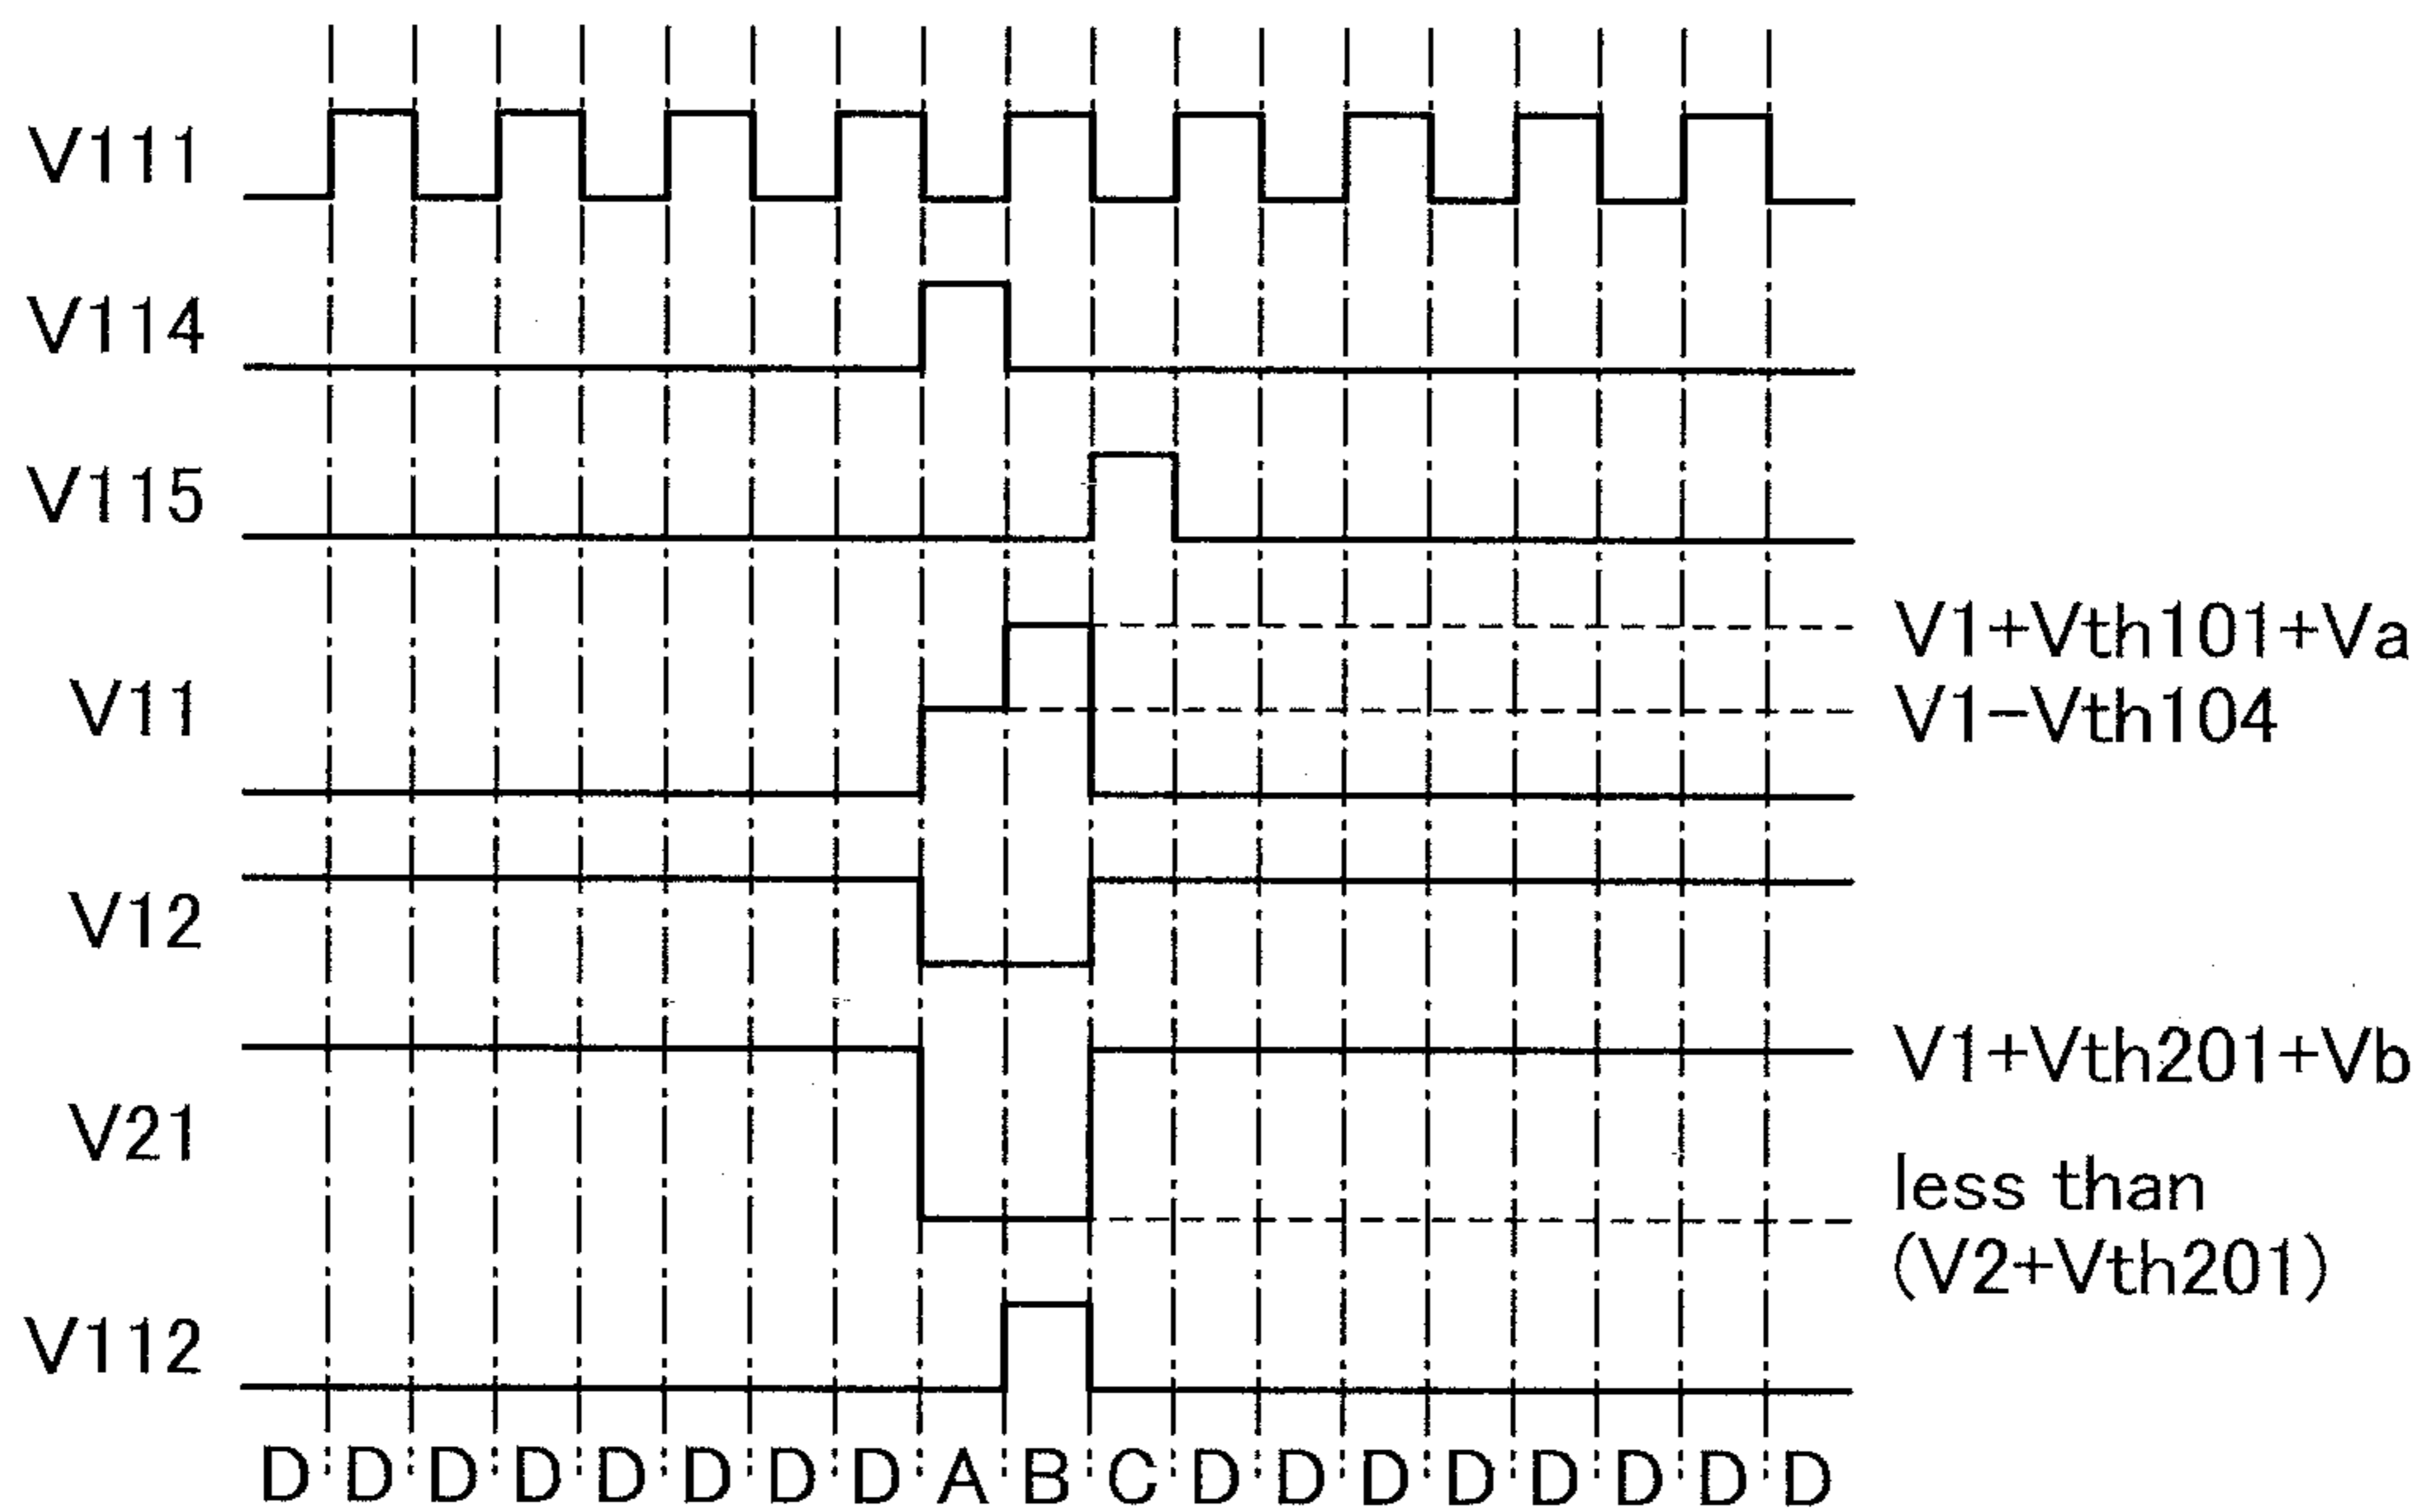 V111
V114
V115
V1+Vth101+Va
V11
V1-Vth104
V12
V1+Vth201+Vb
V21
less than
(V2+Vth201)
V112
D D D D D D D D A B C D D D D D D D D